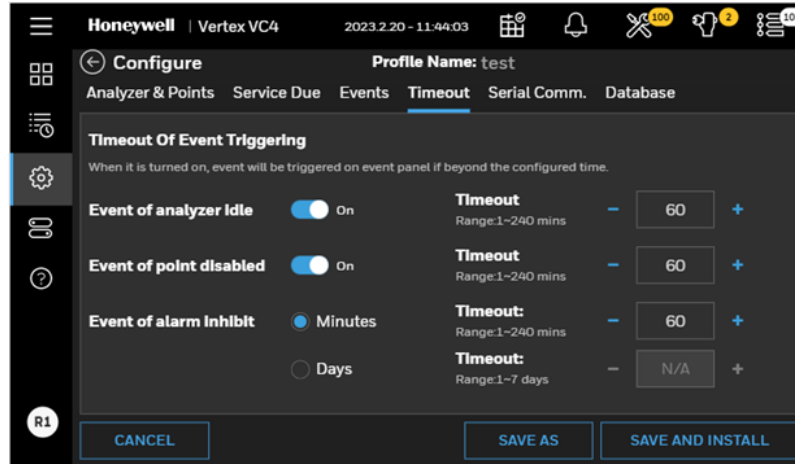 Honeywell | Vertex VC4 2023.2.20 - 11:44:03 100 2 10
Configure Profile Name: test
Analyzer & Points Service Due Events Timeout Serial Comm. Database
Timeout Of Event Triggering
When it is turned on, event will be triggered on event panel if beyond the configured time.
Event of analyzer idle On Timeout - 60 +
Range:1~240 mins
Event of point disabled On Timeout - 60 +
Range:1~240 mins
Event of alarm inhibit Minutes Timeout: - 60 +
Range:1~240 mins
Days Timeout: - N/A +
Range:1~7 days
R1
CANCEL SAVE AS SAVE AND INSTALL